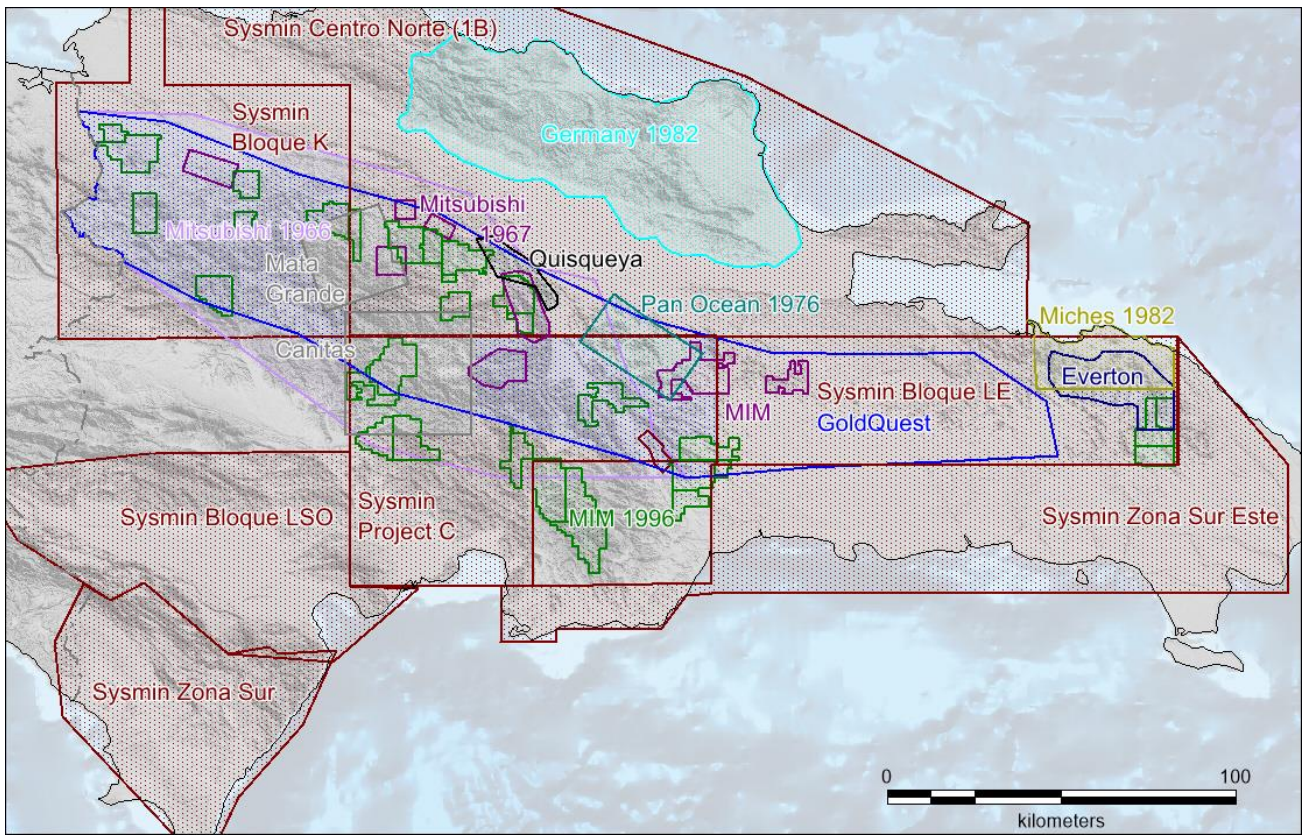 Sysmin Centro Norte (1B)
Sysmin
Bloque K
Germany 1982
Mitsubishi
1967
Mitsubishi 1966
Quisqueya
Mata
Grande
Pan Ocean 1976
Miches 1982
Canitas
Everton
Sysmin Bloque LE
MIM
GoldQuest
Sysmin
Project C
Sysmin Bloque LSO
MIM 1996
Sysmin Zona Sur Este
Sysmin Zona Sur
0
100
kilometers